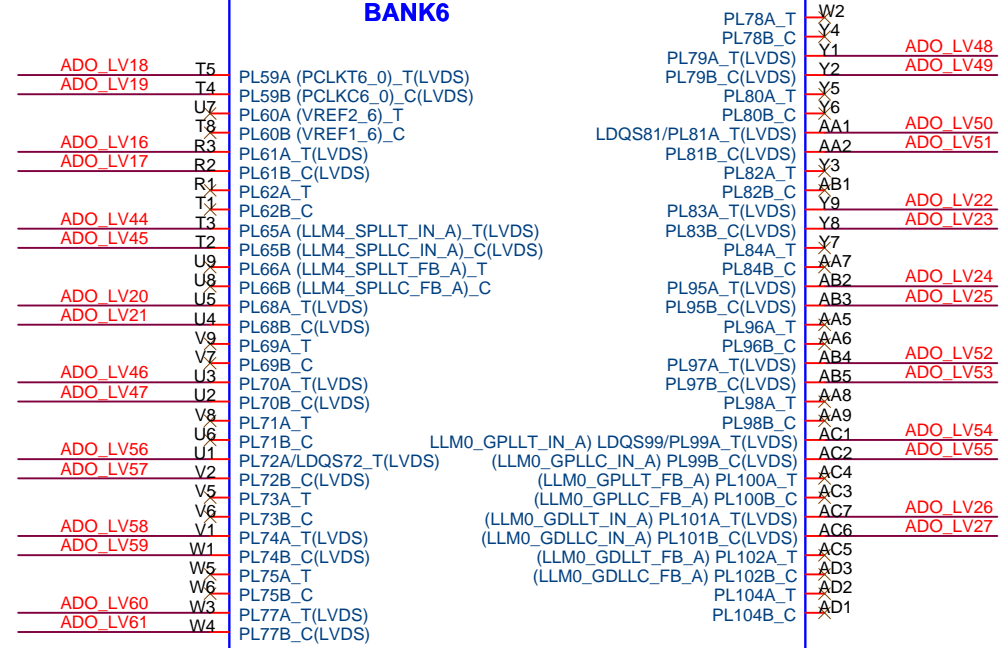 BANK6
ADO_LV18 T5 PL59A (PCLKT6_0)_T(LVDS)
ADO_LV19 T4 PL59B (PCLKC6_0)_C(LVDS)
U7 PL60A (VREF2_6)_T
T8 PL60B (VREF1_6)_C
ADO_LV16 R3 PL61A_T(LVDS)
ADO_LV17 R2 PL61B_C(LVDS)
R1 PL62A_T
T1 PL62B_C
ADO_LV44 T3 PL65A (LLM4_SPLLT_IN_A)_T(LVDS)
ADO_LV45 T2 PL65B (LLM4_SPLLC_IN_A)_C(LVDS)
U9 PL66A (LLM4_SPLLT_FB_A)_T
U8 PL66B (LLM4_SPLLC_FB_A)_C
ADO_LV20 U5 PL68A_T(LVDS)
ADO_LV21 U4 PL68B_C(LVDS)
V9 PL69A_T
V7 PL69B_C
ADO_LV46 U3 PL70A_T(LVDS)
ADO_LV47 U2 PL70B_C(LVDS)
V8 PL71A_T
U6 PL71B_C
ADO_LV56 U1 PL72A/LDQS72_T(LVDS)
ADO_LV57 V2 PL72B_C(LVDS)
V5 PL73A_T
V6 PL73B_C
ADO_LV58 V1 PL74A_T(LVDS)
ADO_LV59 W1 PL74B_C(LVDS)
W5 PL75A_T
W6 PL75B_C
ADO_LV60 W3 PL77A_T(LVDS)
ADO_LV61 W4 PL77B_C(LVDS)
PL78A_T W2
PL78B_C Y4
PL79A_T(LVDS) Y1 ADO_LV48
PL79B_C(LVDS) Y2 ADO_LV49
PL80A_T Y5
PL80B_C Y6
LDQS81/PL81A_T(LVDS) AA1 ADO_LV50
PL81B_C(LVDS) AA2 ADO_LV51
PL82A_T Y3
PL82B_C AB1
PL83A_T(LVDS) Y9 ADO_LV22
PL83B_C(LVDS) Y8 ADO_LV23
PL84A_T Y7
PL84B_C AA7
PL95A_T(LVDS) AB2 ADO_LV24
PL95B_C(LVDS) AB3 ADO_LV25
PL96A_T AA5
PL96B_C AA6
PL97A_T(LVDS) AB4 ADO_LV52
PL97B_C(LVDS) AB5 ADO_LV53
PL98A_T AA8
PL98B_C AA9
LLM0_GPLLT_IN_A) LDQS99/PL99A_T(LVDS) AC1 ADO_LV54
(LLM0_GPLLC_IN_A) PL99B_C(LVDS) AC2 ADO_LV55
(LLM0_GPLLT_FB_A) PL100A_T AC4
(LLM0_GPLLC_FB_A) PL100B_C AC3
(LLM0_GDLLT_IN_A) PL101A_T(LVDS) AC7 ADO_LV26
(LLM0_GDLLC_IN_A) PL101B_C(LVDS) AC6 ADO_LV27
(LLM0_GDLLT_FB_A) PL102A_T AC5
(LLM0_GDLLC_FB_A) PL102B_C AD3
PL104A_T AD2
PL104B_C AD1